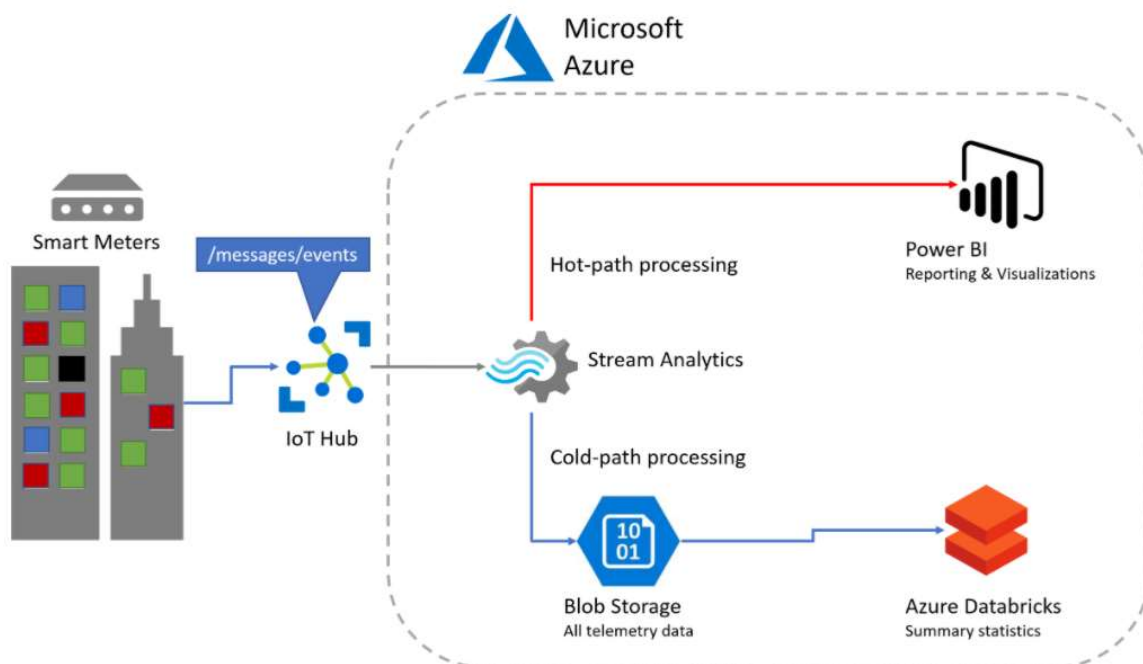 Microsoft
Azure
Smart Meters
/messages/events
IoT Hub
Hot-path processing
Power BI
Reporting & Visualizations
Stream Analytics
Cold-path processing
10
01
Blob Storage
All telemetry data
Azure Databricks
Summary statistics